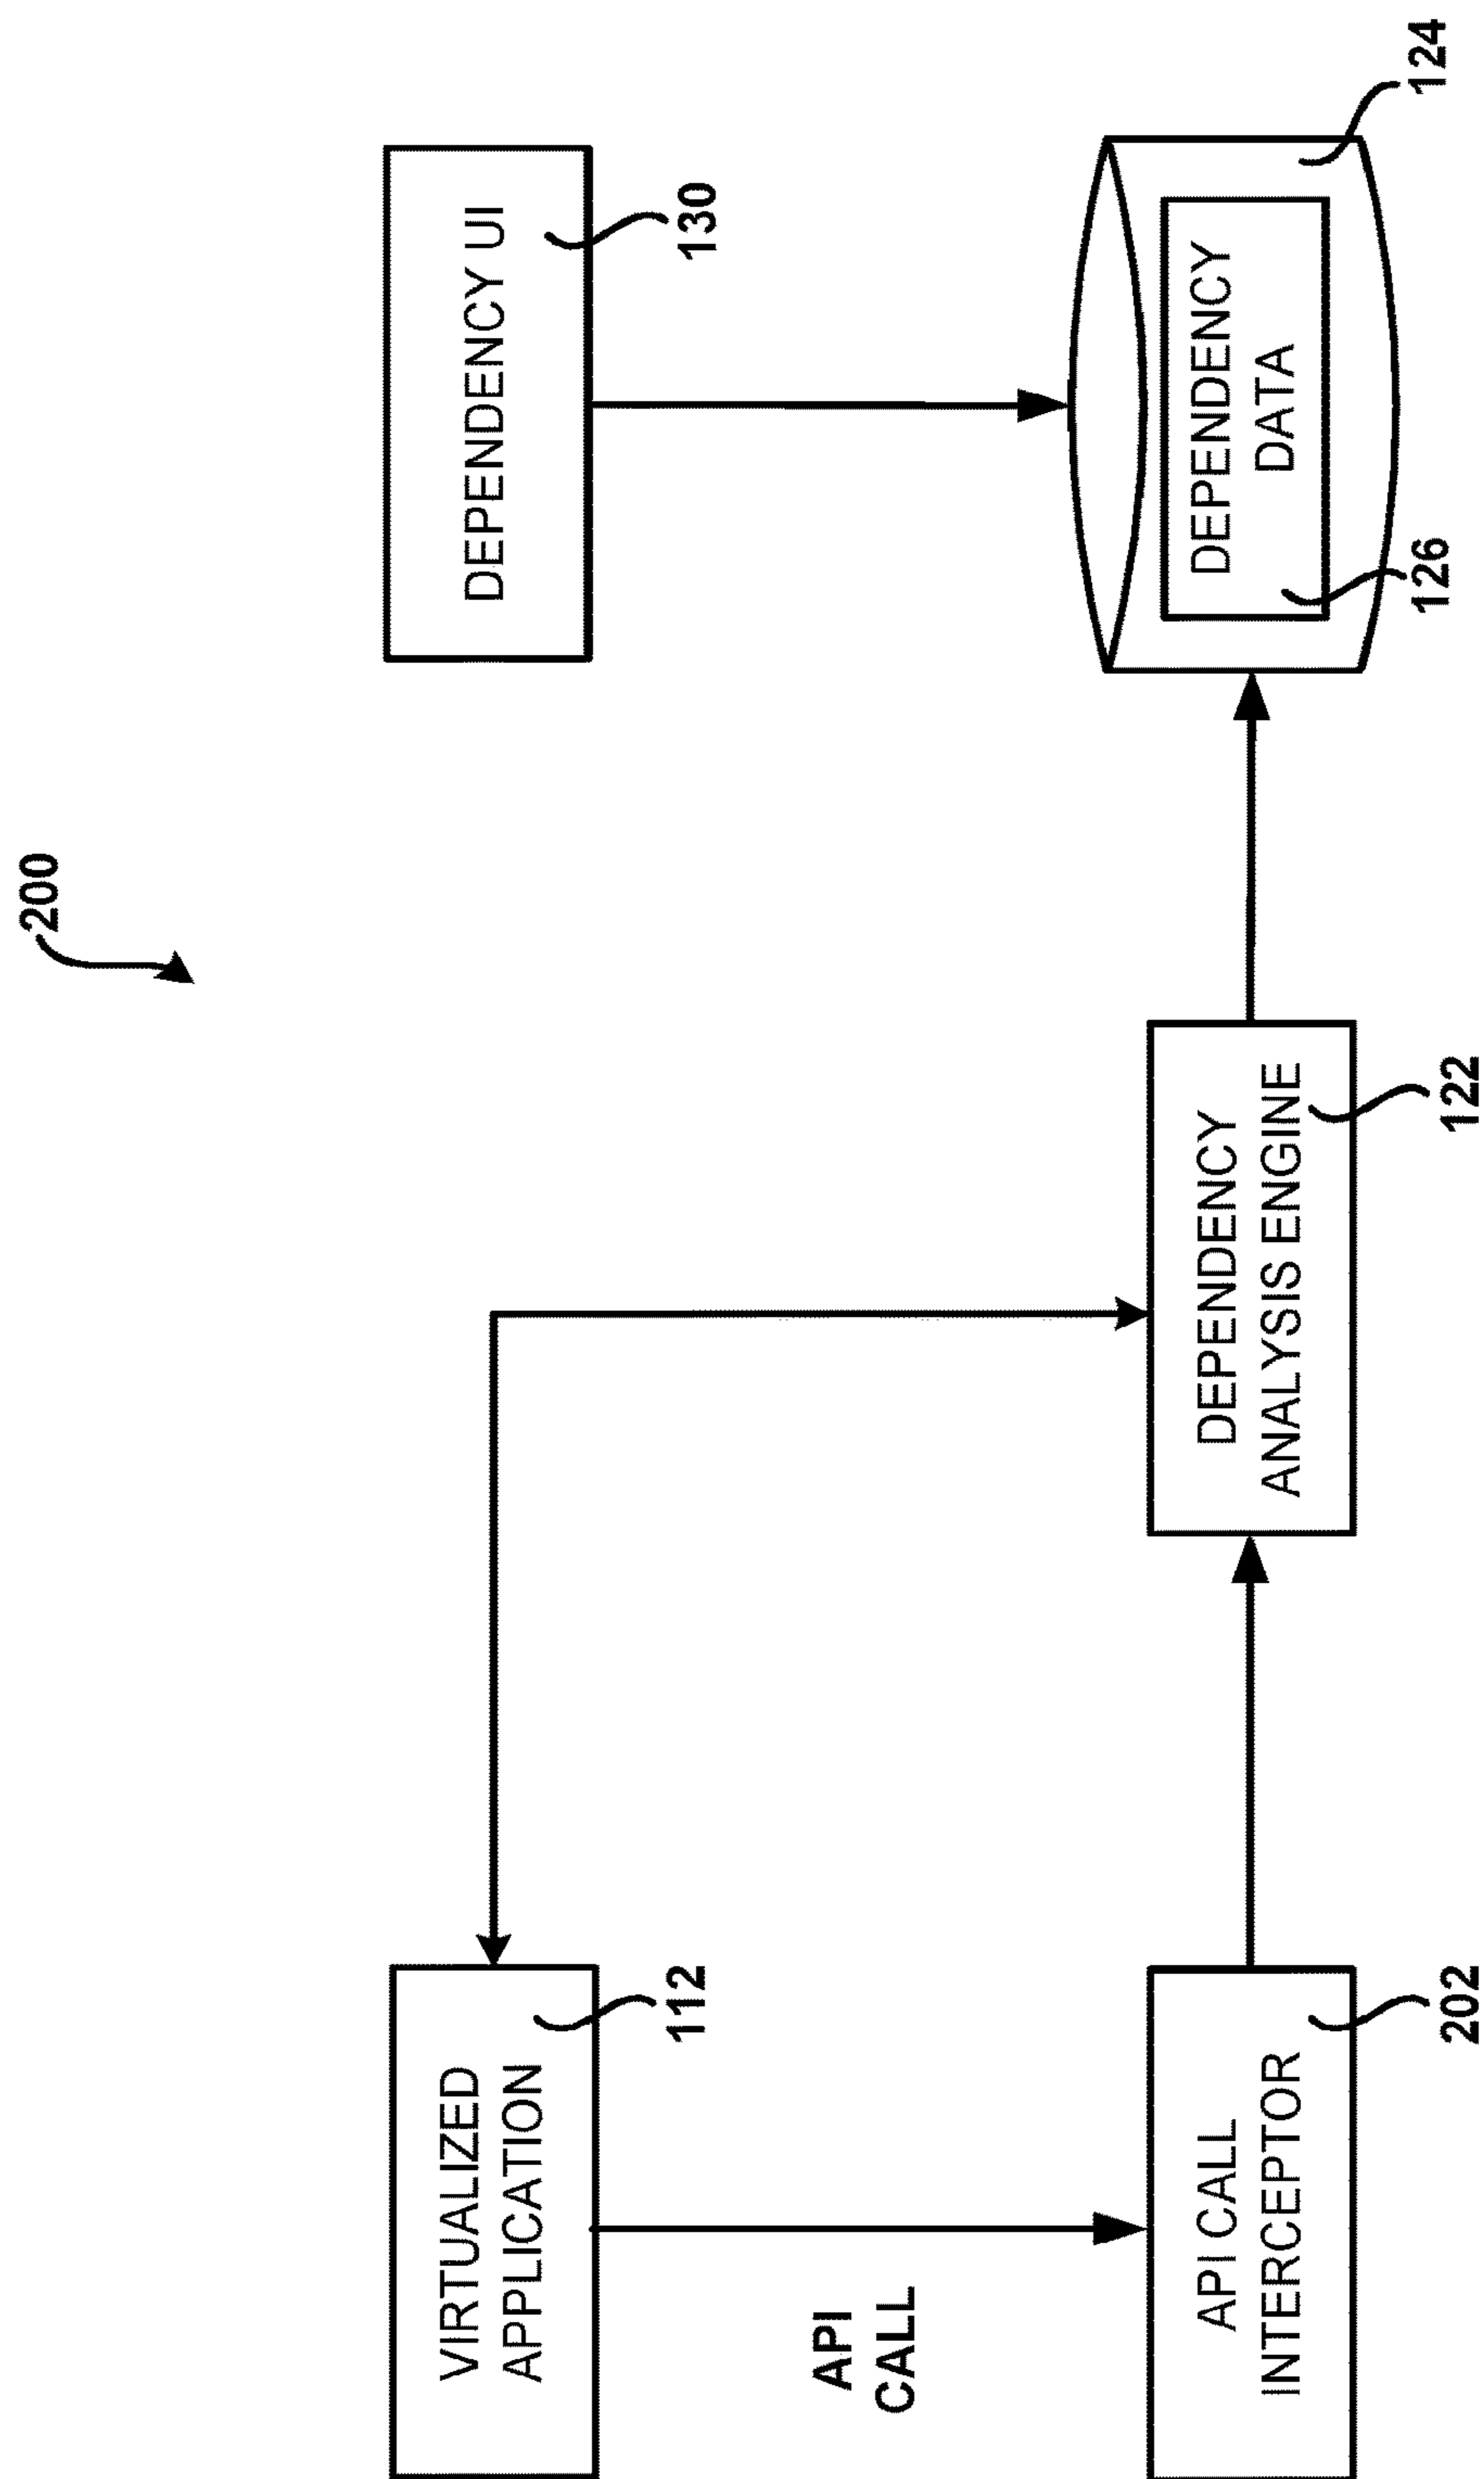 200
VIRTUALIZED
APPLICATION
112
DEPENDENCY UI
130
API
CALL
API CALL
INTERCEPTOR
202
DEPENDENCY
ANALYSIS ENGINE
122
DEPENDENCY
DATA
126
124